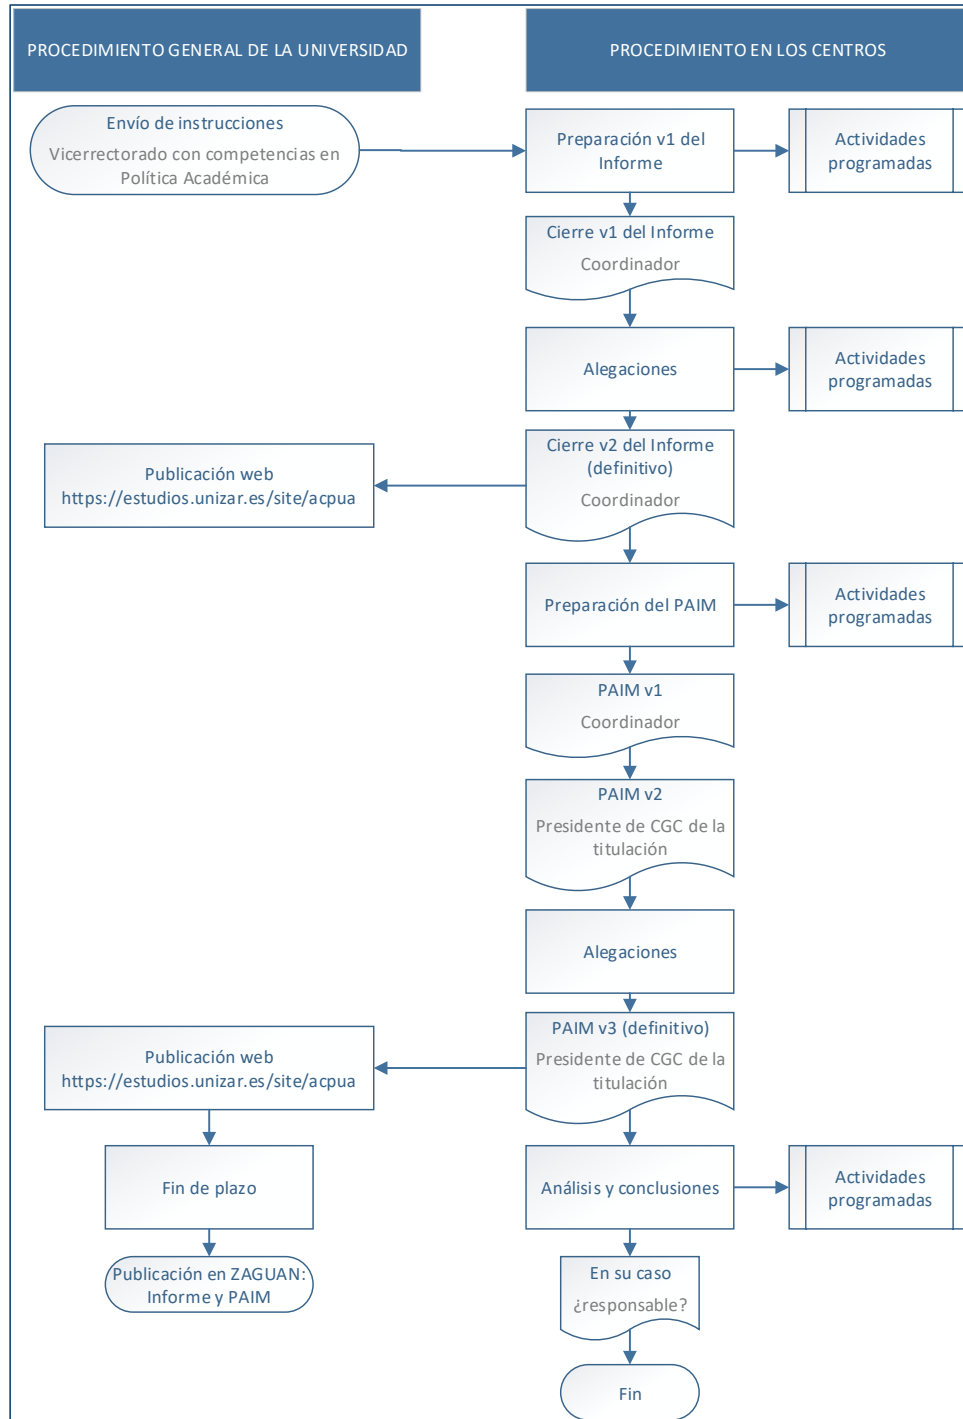 PROCEDIMIENTO GENERAL DE LA UNIVERSIDAD
PROCEDIMIENTO EN LOS CENTROS
Envío de instrucciones
Vicerrectorado con competencias en
Política Académica
Preparación v1 del
Informe
Actividades
programadas
Cierre v1 del Informe
Coordinador
Alegaciones
Actividades
programadas
Cierre v2 del Informe
(definitivo)
Coordinador
Publicación web
https://estudios.unizar.es/site/acpua
Preparación del PAIM
Actividades
programadas
PAIM v1
Coordinador
PAIM v2
Presidente de CGC de la
titulación
Alegaciones
PAIM v3 (definitivo)
Presidente de CGC de la
titulación
Publicación web
https://estudios.unizar.es/site/acpua
Fin de plazo
Análisis y conclusiones
Actividades
programadas
Publicación en ZAGUAN:
Informe y PAIM
En su caso
¿responsable?
Fin